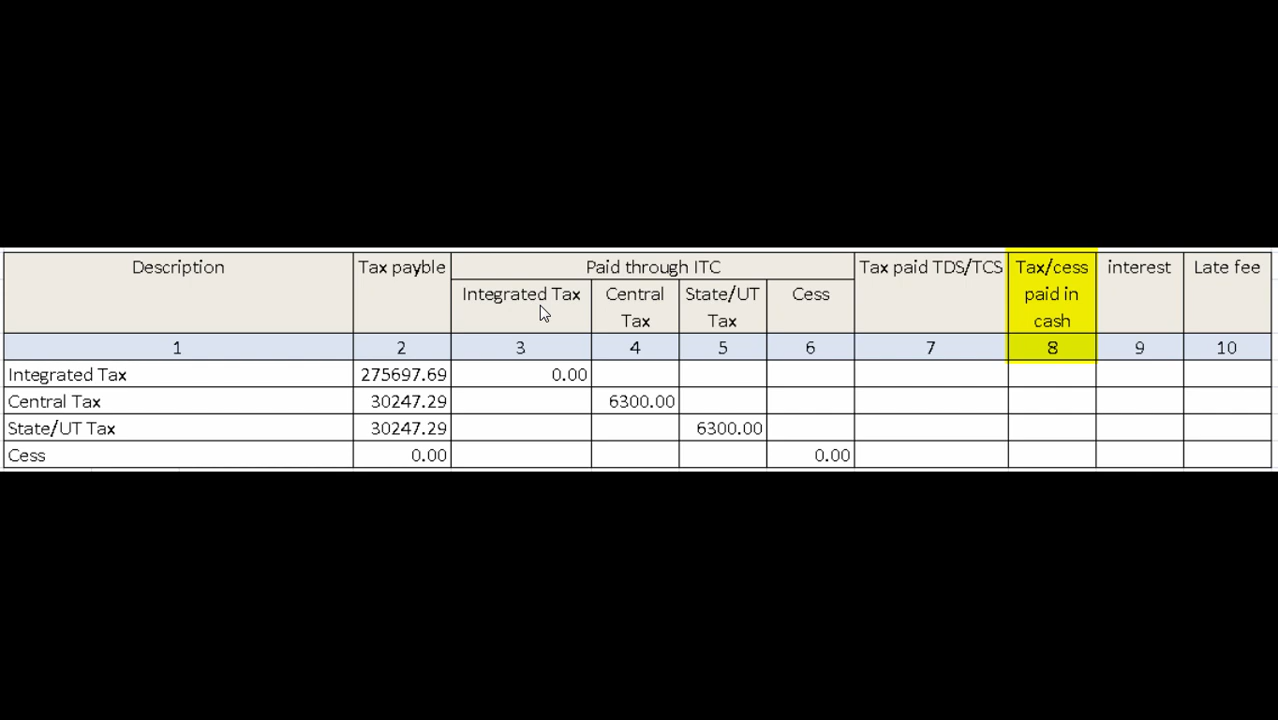 Description Tax payble Paid through ITC Tax paid TDS/TCS Tax/cess interest Late fee
Integrated Tax Central State/UT Cess paid in
Tax Tax cash
1 2 3 4 5 6 7 8 9 10
Integrated Tax 275697.69 0.00
Central Tax 30247.29 6300.00
State/UT Tax 30247.29 6300.00
Cess 0.00 0.00